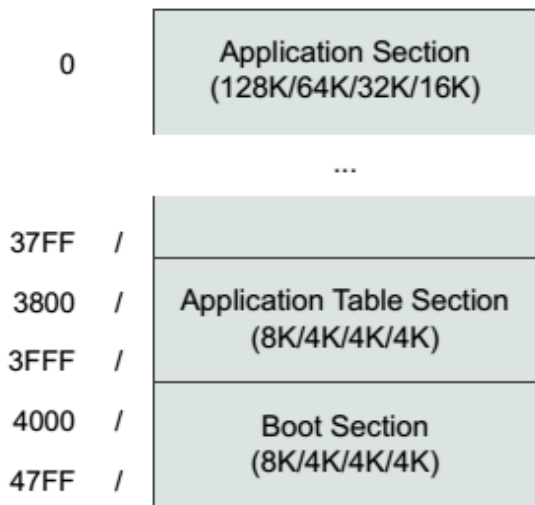 0
Application Section
(128K/64K/32K/16K)
...
37FF /
3800 /
Application Table Section
(8K/4K/4K/4K)
3FFF /
4000 /
Boot Section
(8K/4K/4K/4K)
47FF /